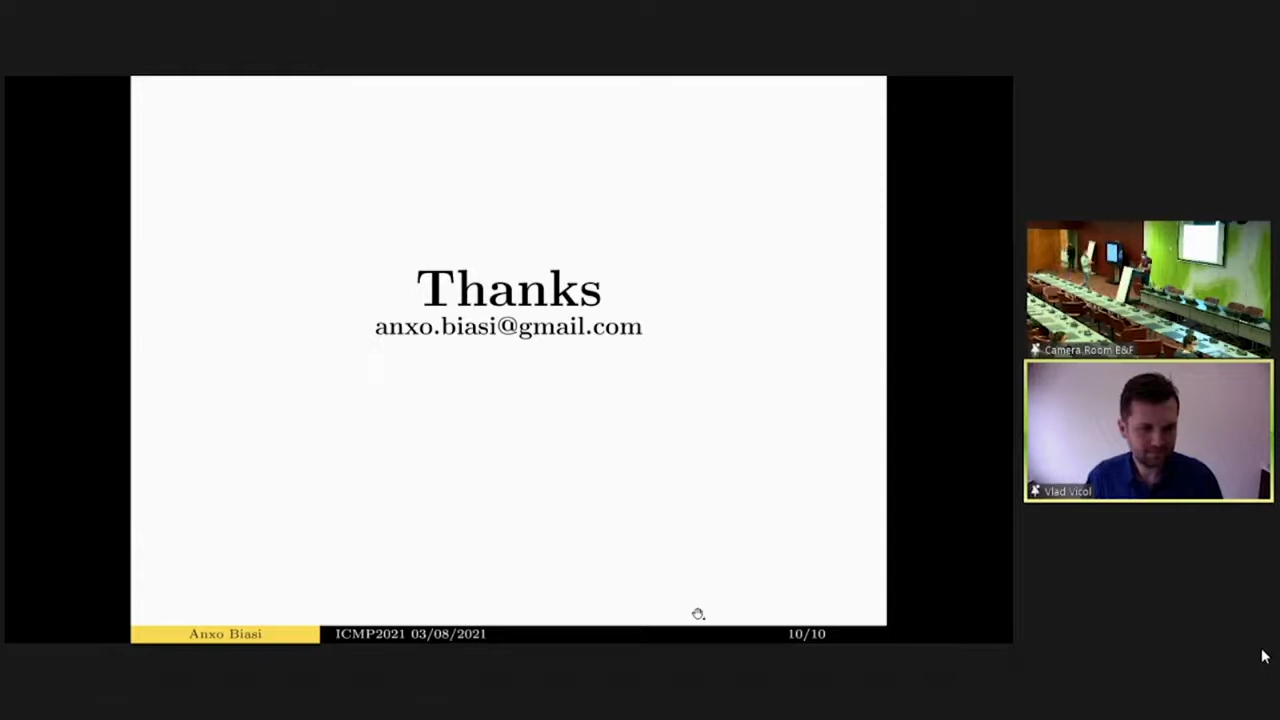 Thanks
anxo.biasi@gmail.com
Anxo Biasi
ICMP2021 03/08/2021
10/10
Camera Room E&F
Vlad Vicol